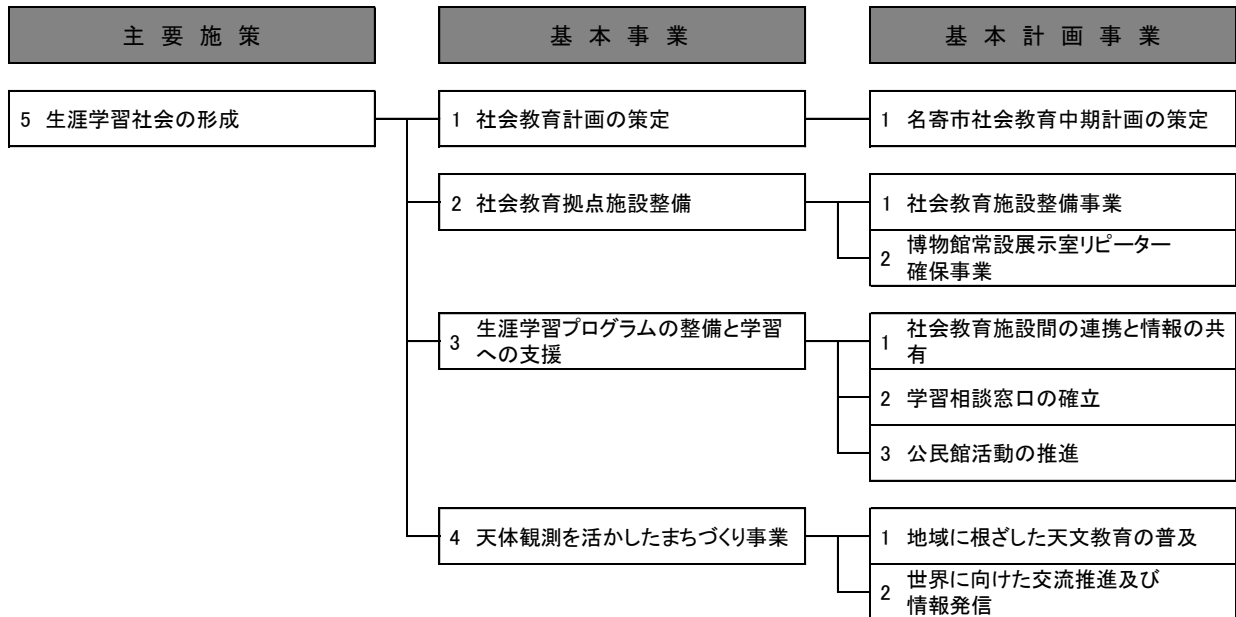 主要施策
基本事業
基本計画事業
5 生涯学習社会の形成
1 社会教育計画の策定
1 名寄市社会教育中期計画の策定
2 社会教育拠点施設整備
1 社会教育施設整備事業
2 博物館常設展示室リピーター
確保事業
3 生涯学習プログラムの整備と学習
への支援
1 社会教育施設間の連携と情報の共
有
2 学習相談窓口の確立
3 公民館活動の推進
4 天体観測を活かしたまちづくり事業
1 地域に根ざした天文教育の普及
2 世界に向けた交流推進及び
情報発信